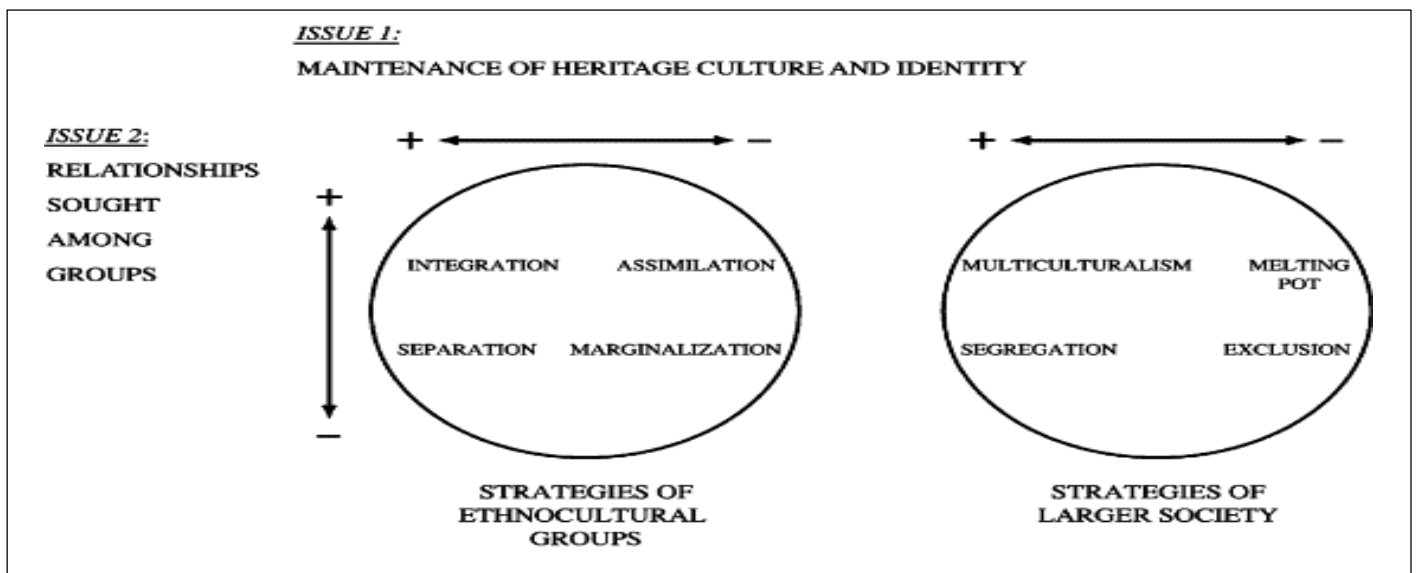 ISSUE 1:
MAINTENANCE OF HERITAGE CULTURE AND IDENTITY
ISSUE 2:
RELATIONSHIPS
SOUGHT
AMONG
GROUPS
+ −
+ −
+
−
INTEGRATION ASSIMILATION
SEPARATION MARGINALIZATION
MULTICULTURALISM MELTING
POT
SEGREGATION EXCLUSION
STRATEGIES OF
ETHNOCULTURAL
GROUPS
STRATEGIES OF
LARGER SOCIETY